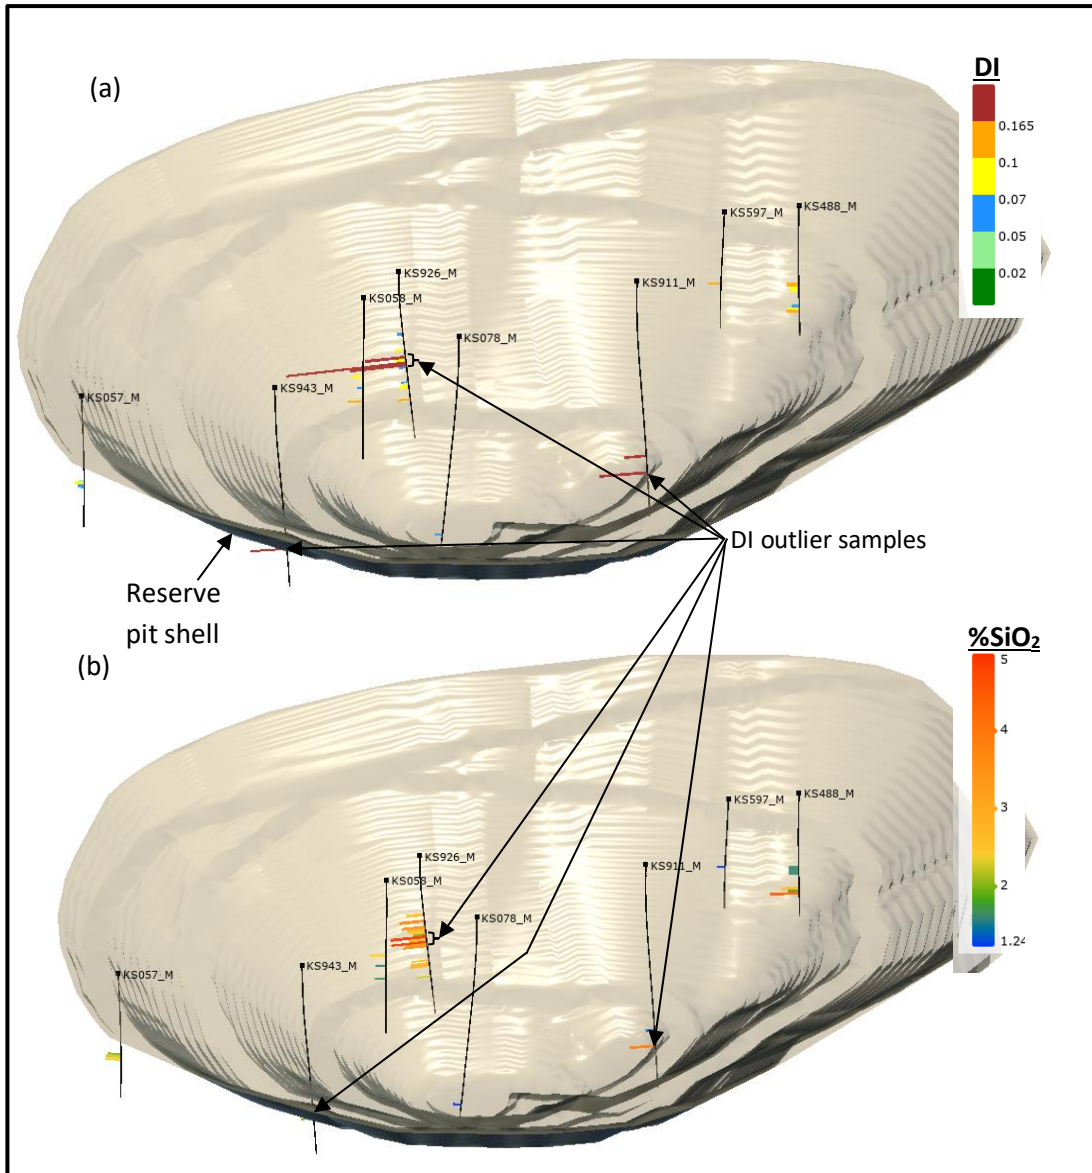 (a)
DI
0.165
0.1
0.07
0.05
0.02
KS597_M
KS488_M
KS926_M
KS911_M
KS058_M
KS078_M
KS943_M
KS057_M
DI outlier samples
Reserve
pit shell
(b)
%SiO₂
5
4
3
2
1.24
KS597_M
KS488_M
KS926_M
KS911_M
KS058_M
KS078_M
KS943_M
KS057_M